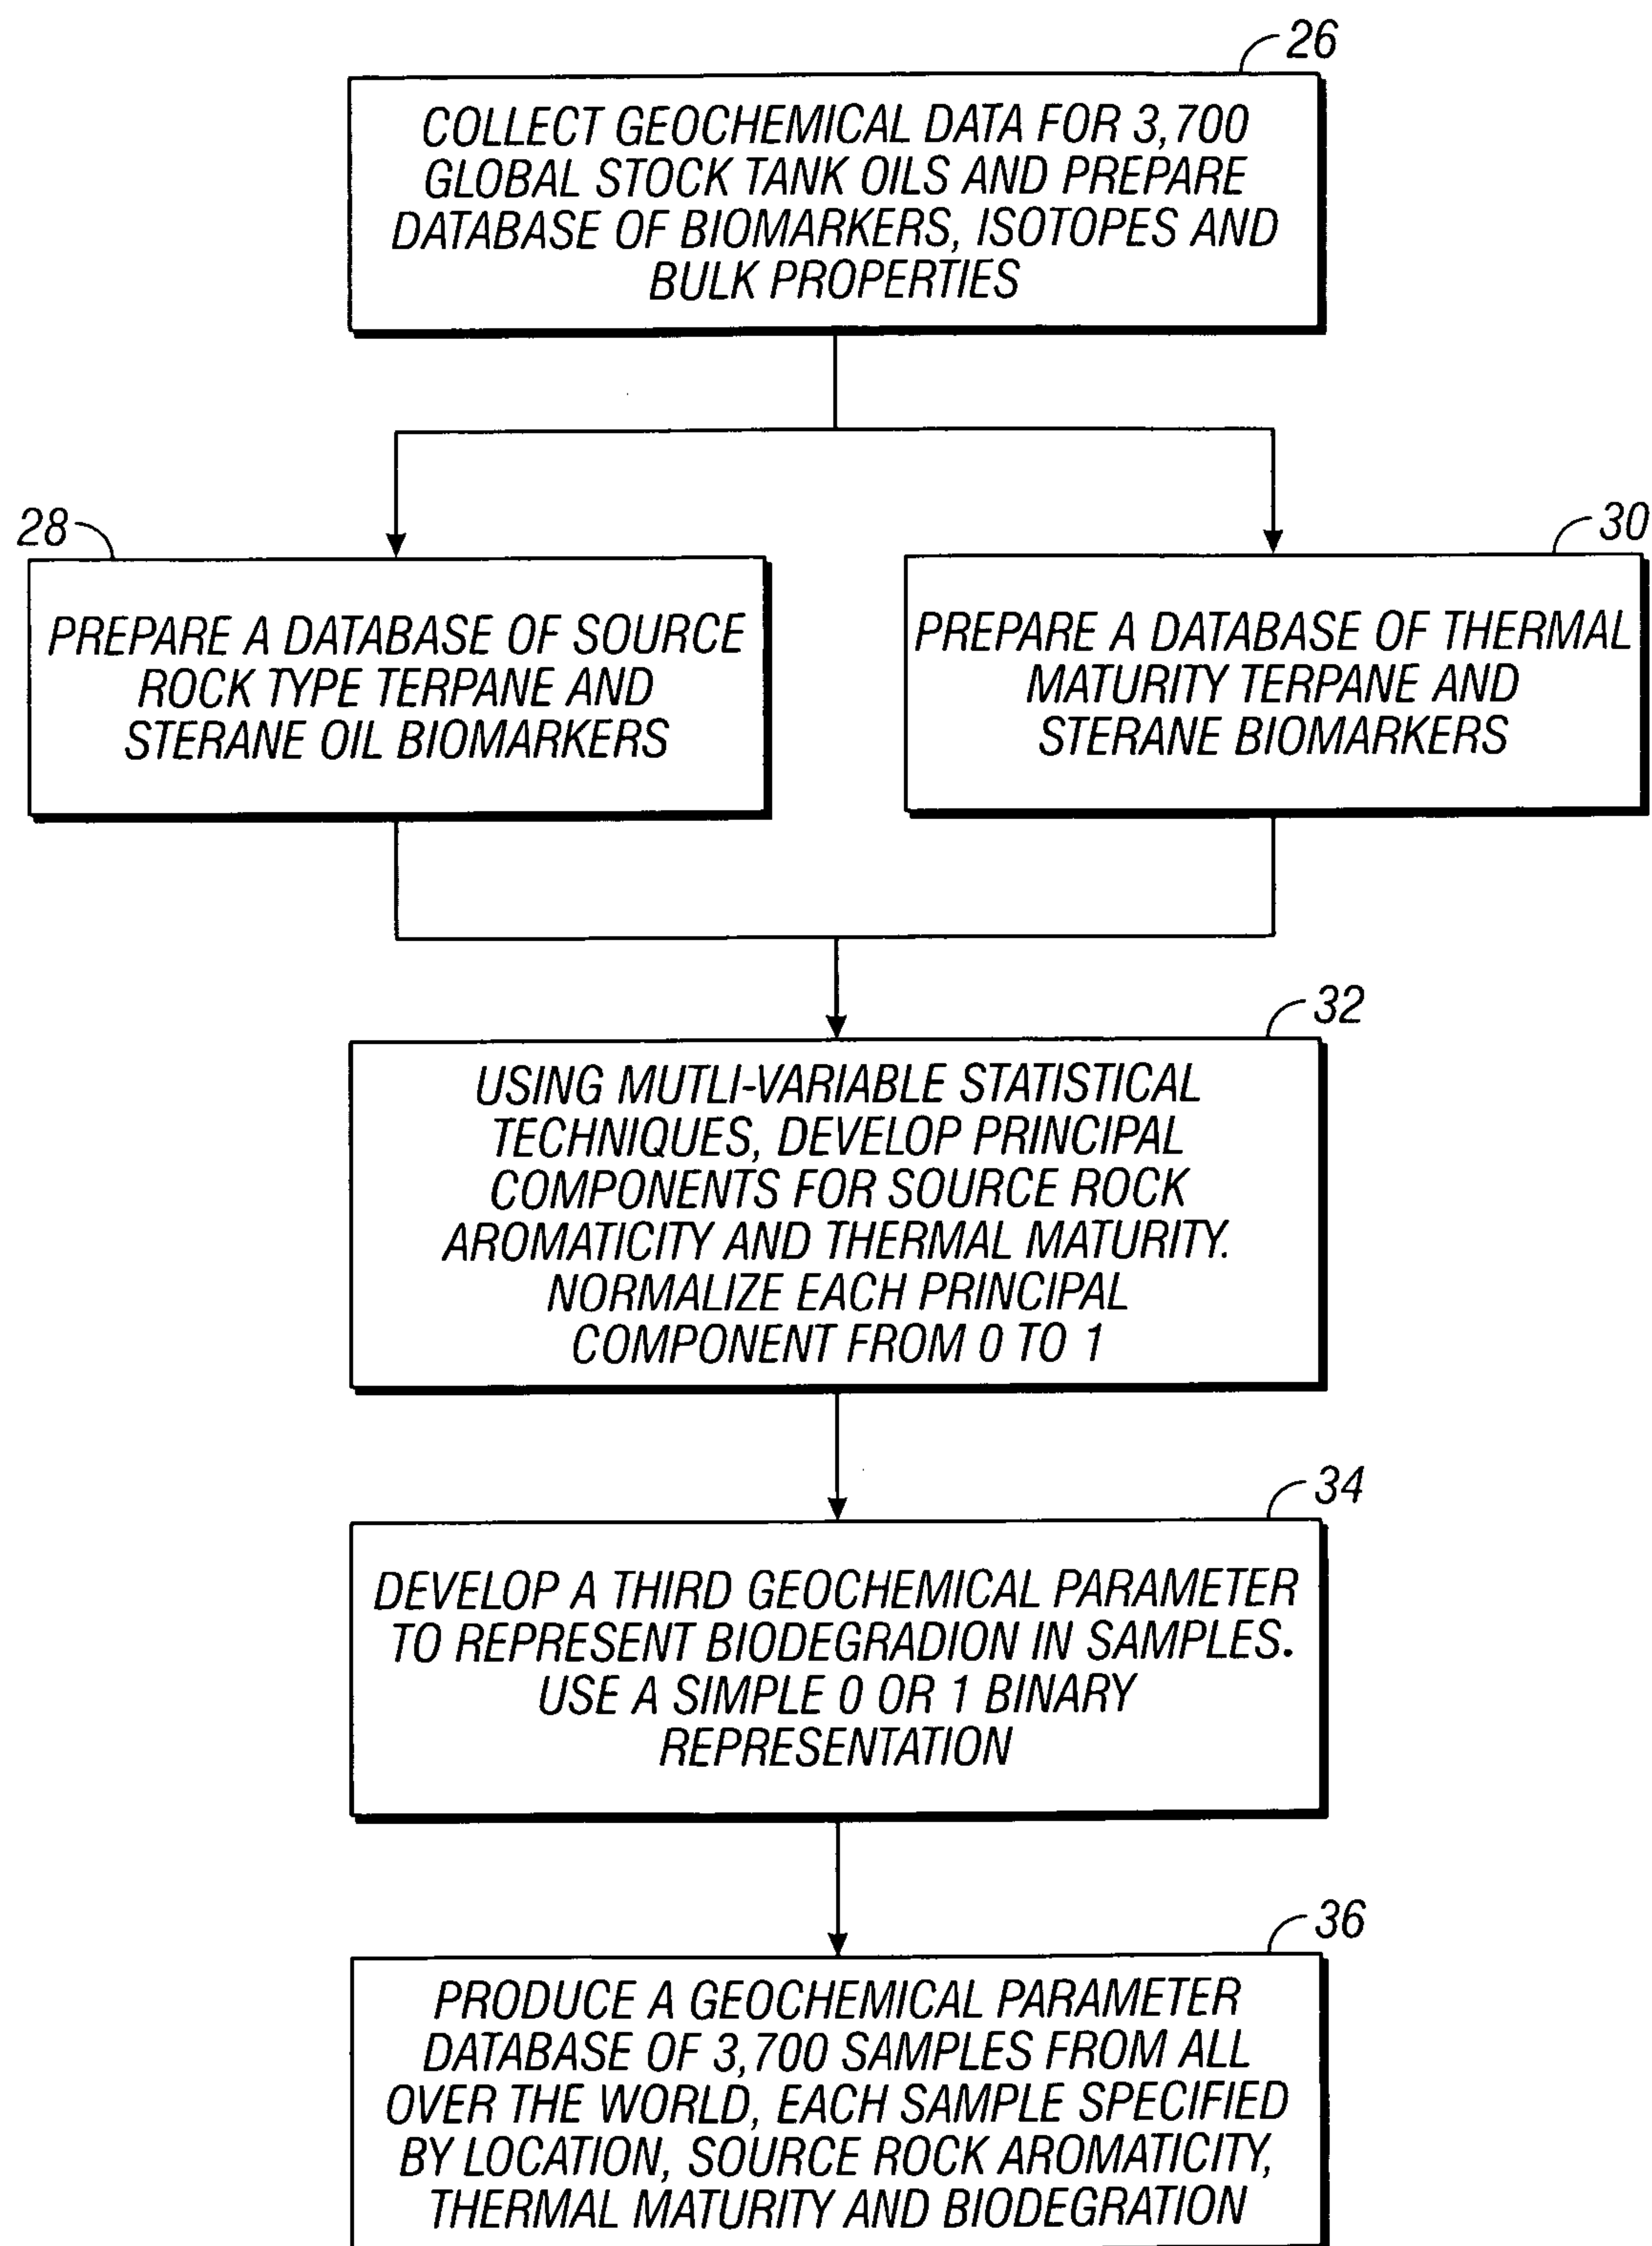 26
COLLECT GEOCHEMICAL DATA FOR 3,700
GLOBAL STOCK TANK OILS AND PREPARE
DATABASE OF BIOMARKERS, ISOTOPES AND
BULK PROPERTIES
28
PREPARE A DATABASE OF SOURCE
ROCK TYPE TERPANE AND
STERANE OIL BIOMARKERS
30
PREPARE A DATABASE OF THERMAL
MATURITY TERPANE AND
STERANE BIOMARKERS
32
USING MUTLI-VARIABLE STATISTICAL
TECHNIQUES, DEVELOP PRINCIPAL
COMPONENTS FOR SOURCE ROCK
AROMATICITY AND THERMAL MATURITY.
NORMALIZE EACH PRINCIPAL
COMPONENT FROM 0 TO 1
34
DEVELOP A THIRD GEOCHEMICAL PARAMETER
TO REPRESENT BIODEGRADION IN SAMPLES.
USE A SIMPLE 0 OR 1 BINARY
REPRESENTATION
36
PRODUCE A GEOCHEMICAL PARAMETER
DATABASE OF 3,700 SAMPLES FROM ALL
OVER THE WORLD, EACH SAMPLE SPECIFIED
BY LOCATION, SOURCE ROCK AROMATICITY,
THERMAL MATURITY AND BIODEGRATION